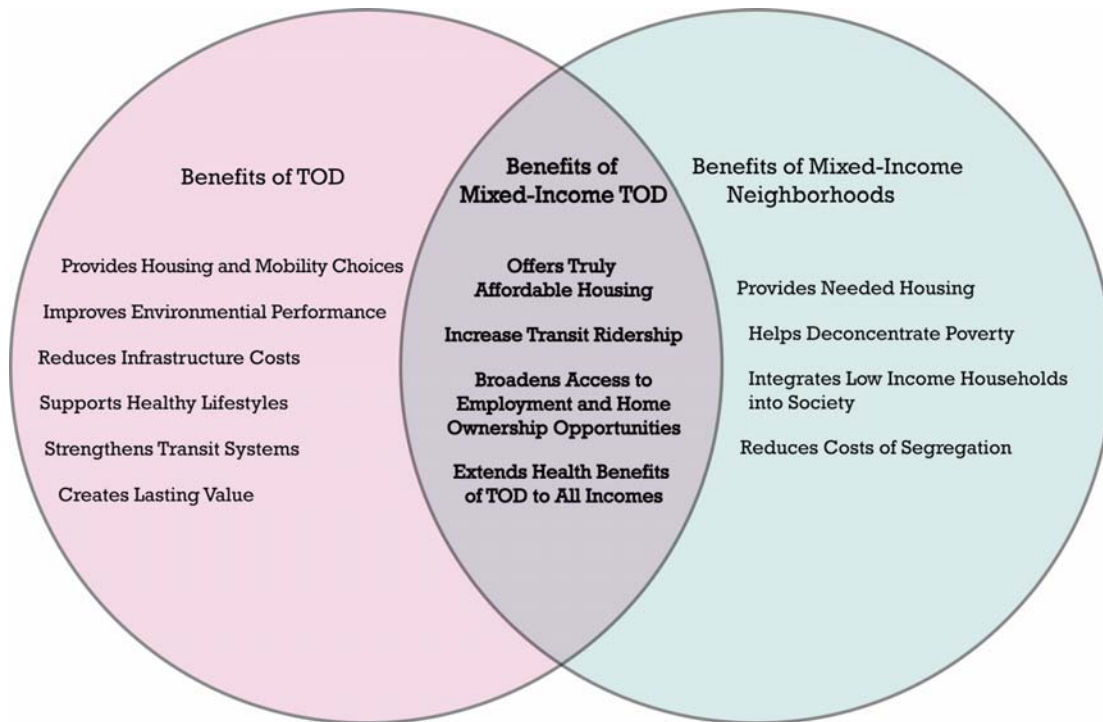 Benefits of TOD
Provides Housing and Mobility Choices
Improves Environmential Performance
Reduces Infrastructure Costs
Supports Healthy Lifestyles
Strengthens Transit Systems
Creates Lasting Value
Benefits of
Mixed-Income TOD
Offers Truly
Affordable Housing
Increase Transit Ridership
Broadens Access to
Employment and Home
Ownership Opportunities
Extends Health Benefits
of TOD to All Incomes
Benefits of Mixed-Income
Neighborhoods
Provides Needed Housing
Helps Deconcentrate Poverty
Integrates Low Income Households
into Society
Reduces Costs of Segregation